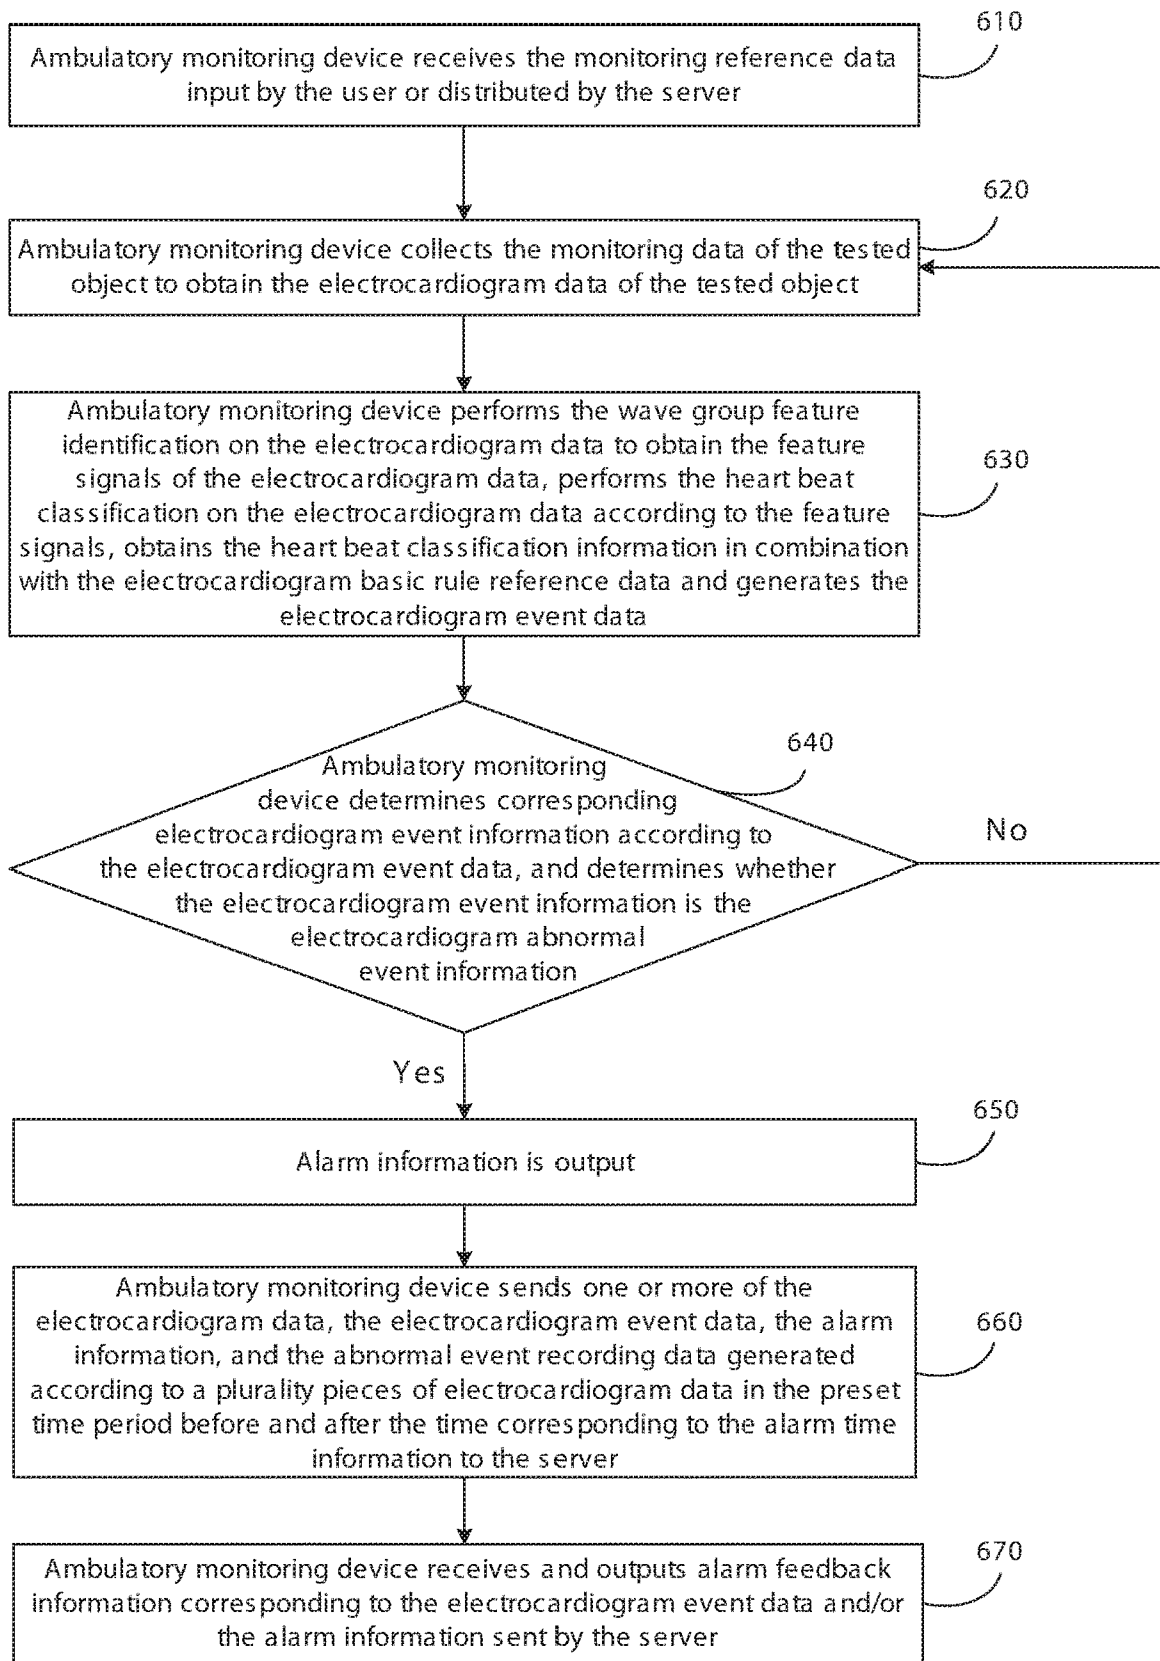 610
Ambulatory monitoring device receives the monitoring reference data
input by the user or distributed by the server
620
Ambulatory monitoring device collects the monitoring data of the tested
object to obtain the electrocardiogram data of the tested object
Ambulatory monitoring device performs the wave group feature
identification on the electrocardiogram data to obtain the feature
signals of the electrocardiogram data, performs the heart beat
classification on the electrocardiogram data according to the feature
signals, obtains the heart beat classification information in combination
with the electrocardiogram basic rule reference data and generates the
electrocardiogram event data
630
640
Ambulatory monitoring
device determines corresponding
electrocardiogram event information according to
the electrocardiogram event data, and determines whether
the electrocardiogram event information is the
electrocardiogram abnormal
event information
No
Yes
650
Alarm information is output
Ambulatory monitoring device sends one or more of the
electrocardiogram data, the electrocardiogram event data, the alarm
information, and the abnormal event recording data generated
according to a plurality pieces of electrocardiogram data in the preset
time period before and after the time corresponding to the alarm time
information to the server
660
670
Ambulatory monitoring device receives and outputs alarm feedback
information corresponding to the electrocardiogram event data and/or
the alarm information sent by the server